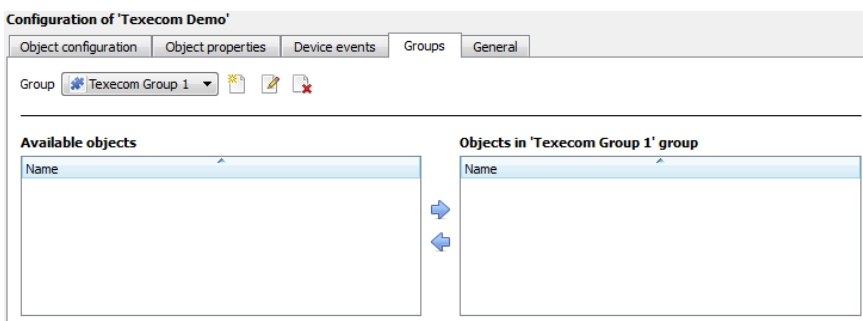 Configuration of 'Texecom Demo'
Object configuration Object properties Device events Groups General
Group Texecom Group 1
Available objects Objects in 'Texecom Group 1' group
Name Name